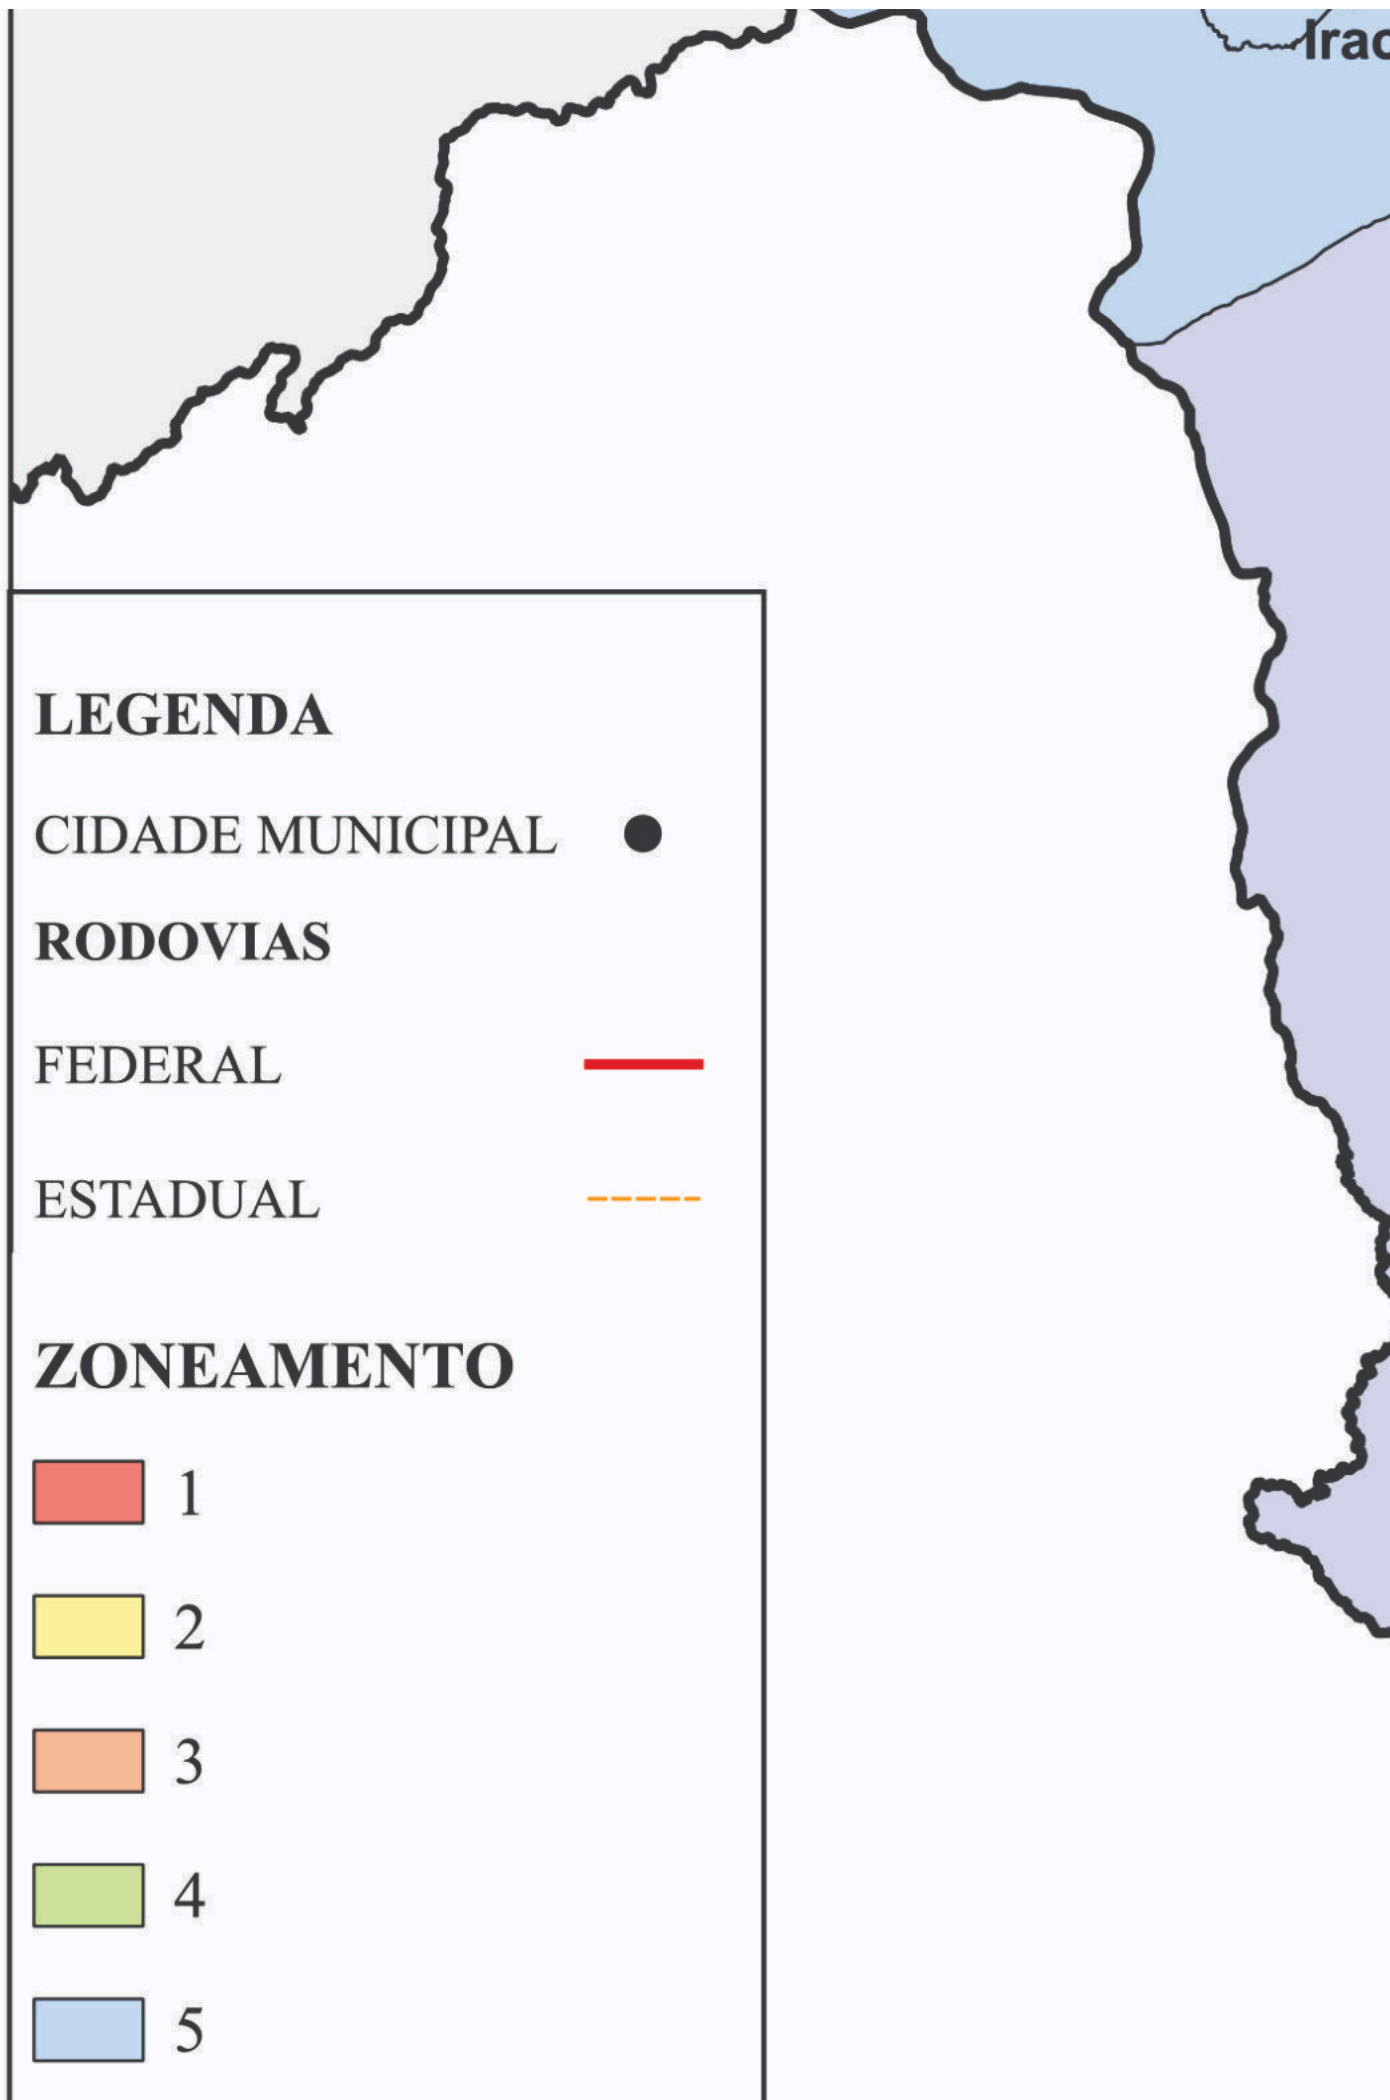 LEGENDA
CIDADE MUNICIPAL
RODOVIAS
FEDERAL
ESTADUAL
ZONEAMENTO
1
2
3
4
5